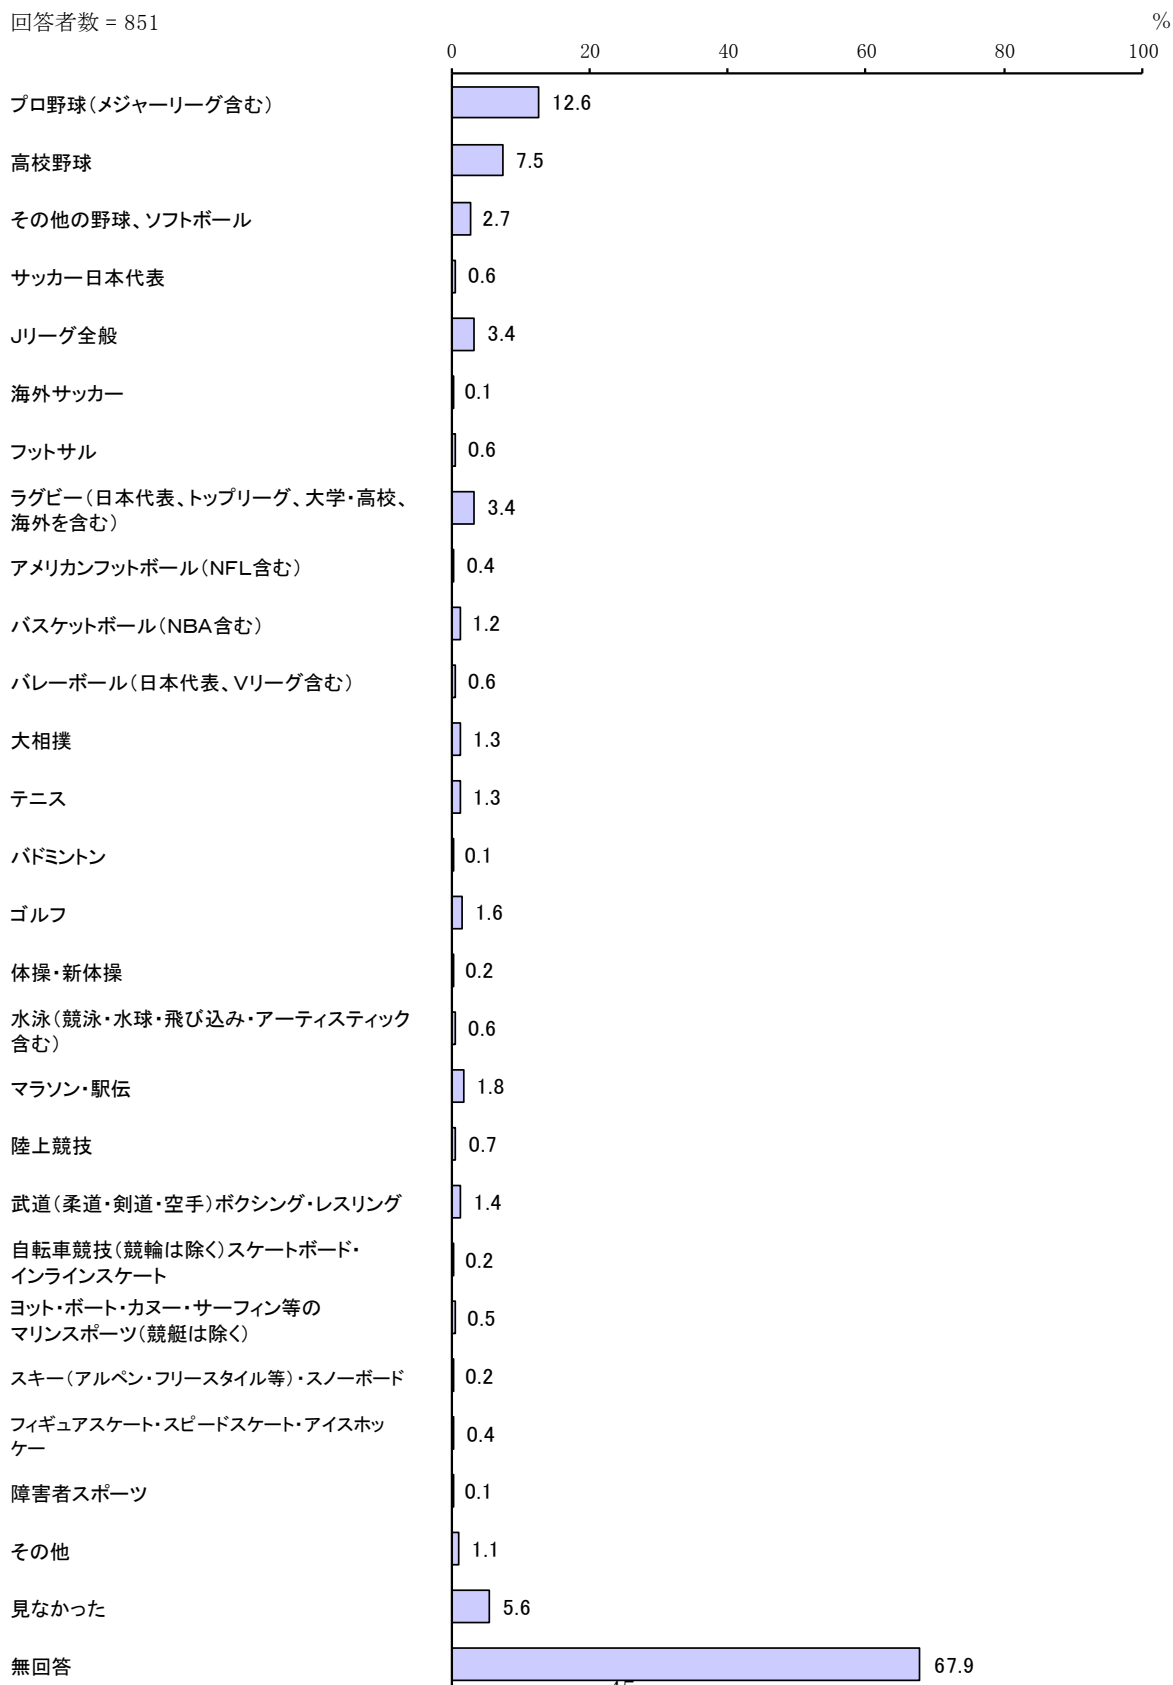 回答者数 = 851
%
0 20 40 60 80 100
プロ野球（メジャーリーグ含む） 12.6
高校野球 7.5
その他の野球、ソフトボール 2.7
サッカー日本代表 0.6
Jリーグ全般 3.4
海外サッカー 0.1
フットサル 0.6
ラグビー（日本代表、トップリーグ、大学・高校、
海外を含む） 3.4
アメリカンフットボール（NFL含む） 0.4
バスケットボール（NBA含む） 1.2
バレーボール（日本代表、Vリーグ含む） 0.6
大相撲 1.3
テニス 1.3
バドミントン 0.1
ゴルフ 1.6
体操・新体操 0.2
水泳（競泳・水球・飛び込み・アーティスティック
含む） 0.6
マラソン・駅伝 1.8
陸上競技 0.7
武道（柔道・剣道・空手）ボクシング・レスリング 1.4
自転車競技（競輪は除く）スケートボード・
インラインスケート 0.2
ヨット・ボート・カヌー・サーフィン等の
マリンスポーツ（競艇は除く） 0.5
スキー（アルペン・フリースタイル等）・スノーボード 0.2
フィギュアスケート・スピードスケート・アイスホッ
ケー 0.4
障害者スポーツ 0.1
その他 1.1
見なかった 5.6
無回答 67.9